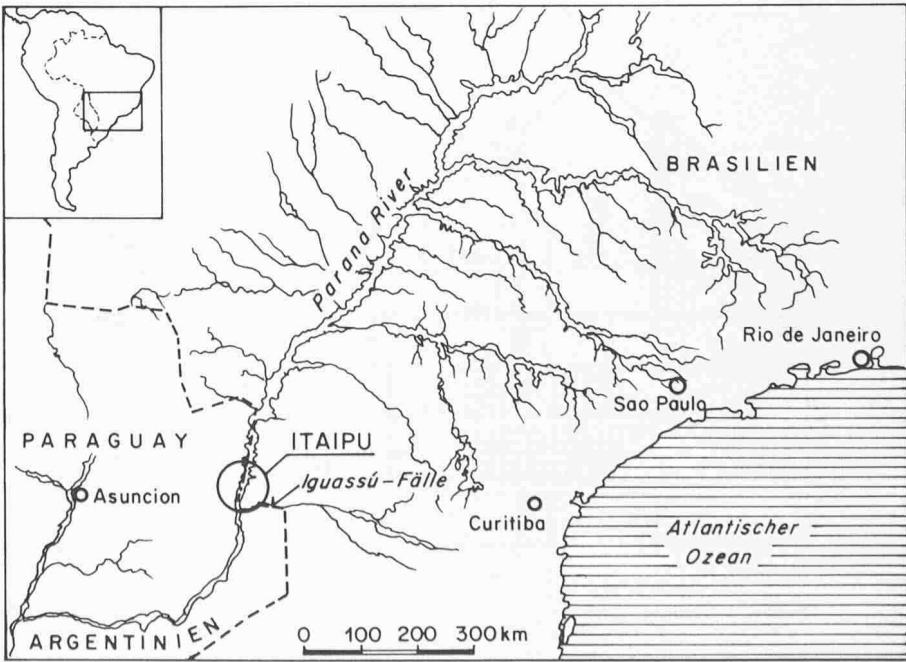 BRASILIEN
Parana River
Rio de Janeiro
Sao Paulo
PARAGUAY
ITAIPU
Iguassú-Fälle
Asuncion
Curitiba
Atlantischer
Ozean
ARGENTINIEN
0 100 200 300 km